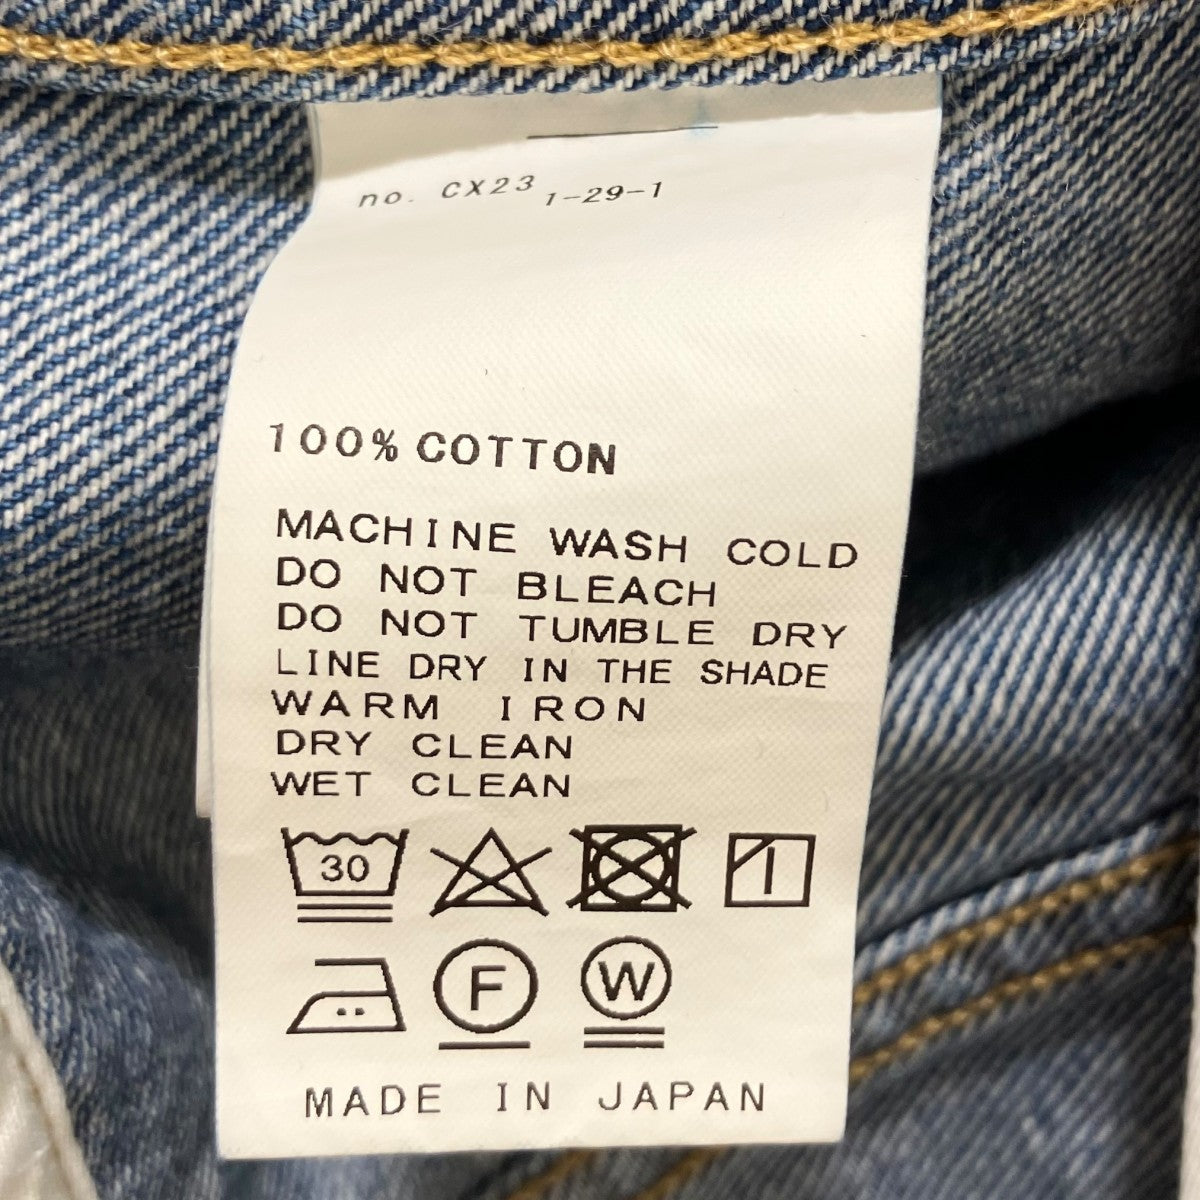 no. CX23 1-29-1
100% COTTON
MACHINE WASH COLD
DO NOT BLEACH
DO NOT TUMBLE DRY
LINE DRY IN THE SHADE
WARM IRON
DRY CLEAN
WET CLEAN
30
F W
MADE IN JAPAN